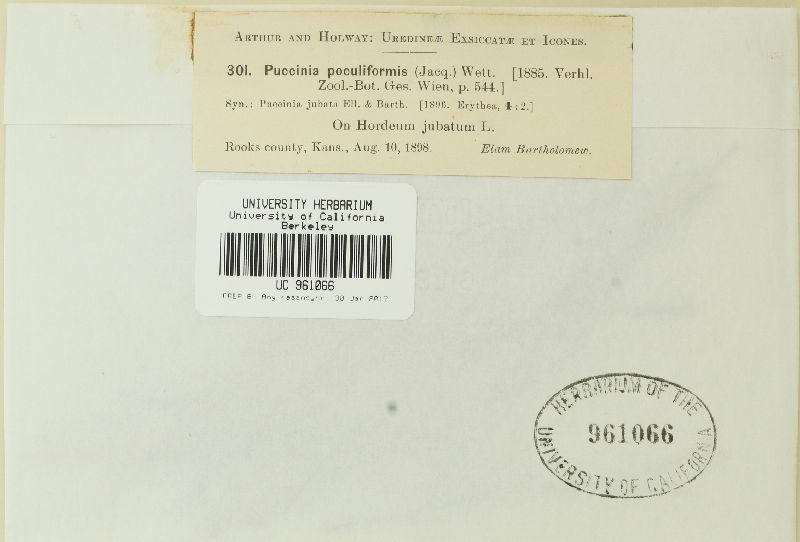 Arthur and Holway: Uredineæ Exsiccatæ et Icones.
301. Puccinia poculiformis (Jacq.) Wett. [1885. Verhl.
Zool.-Bot. Ges. Wien, p. 544.]
Syn.: Puccinia jubata Ell. & Barth. [1896. Erythea, 4:2.]
On Hordeum jubatum L.
Rooks county, Kans., Aug. 10, 1898. Elam Bartholomew.
UNIVERSITY HERBARIUM
University of California
Berkeley
UC 961066
HERBARIUM OF THE
961066
UNIVERSITY OF CALIFORNIA